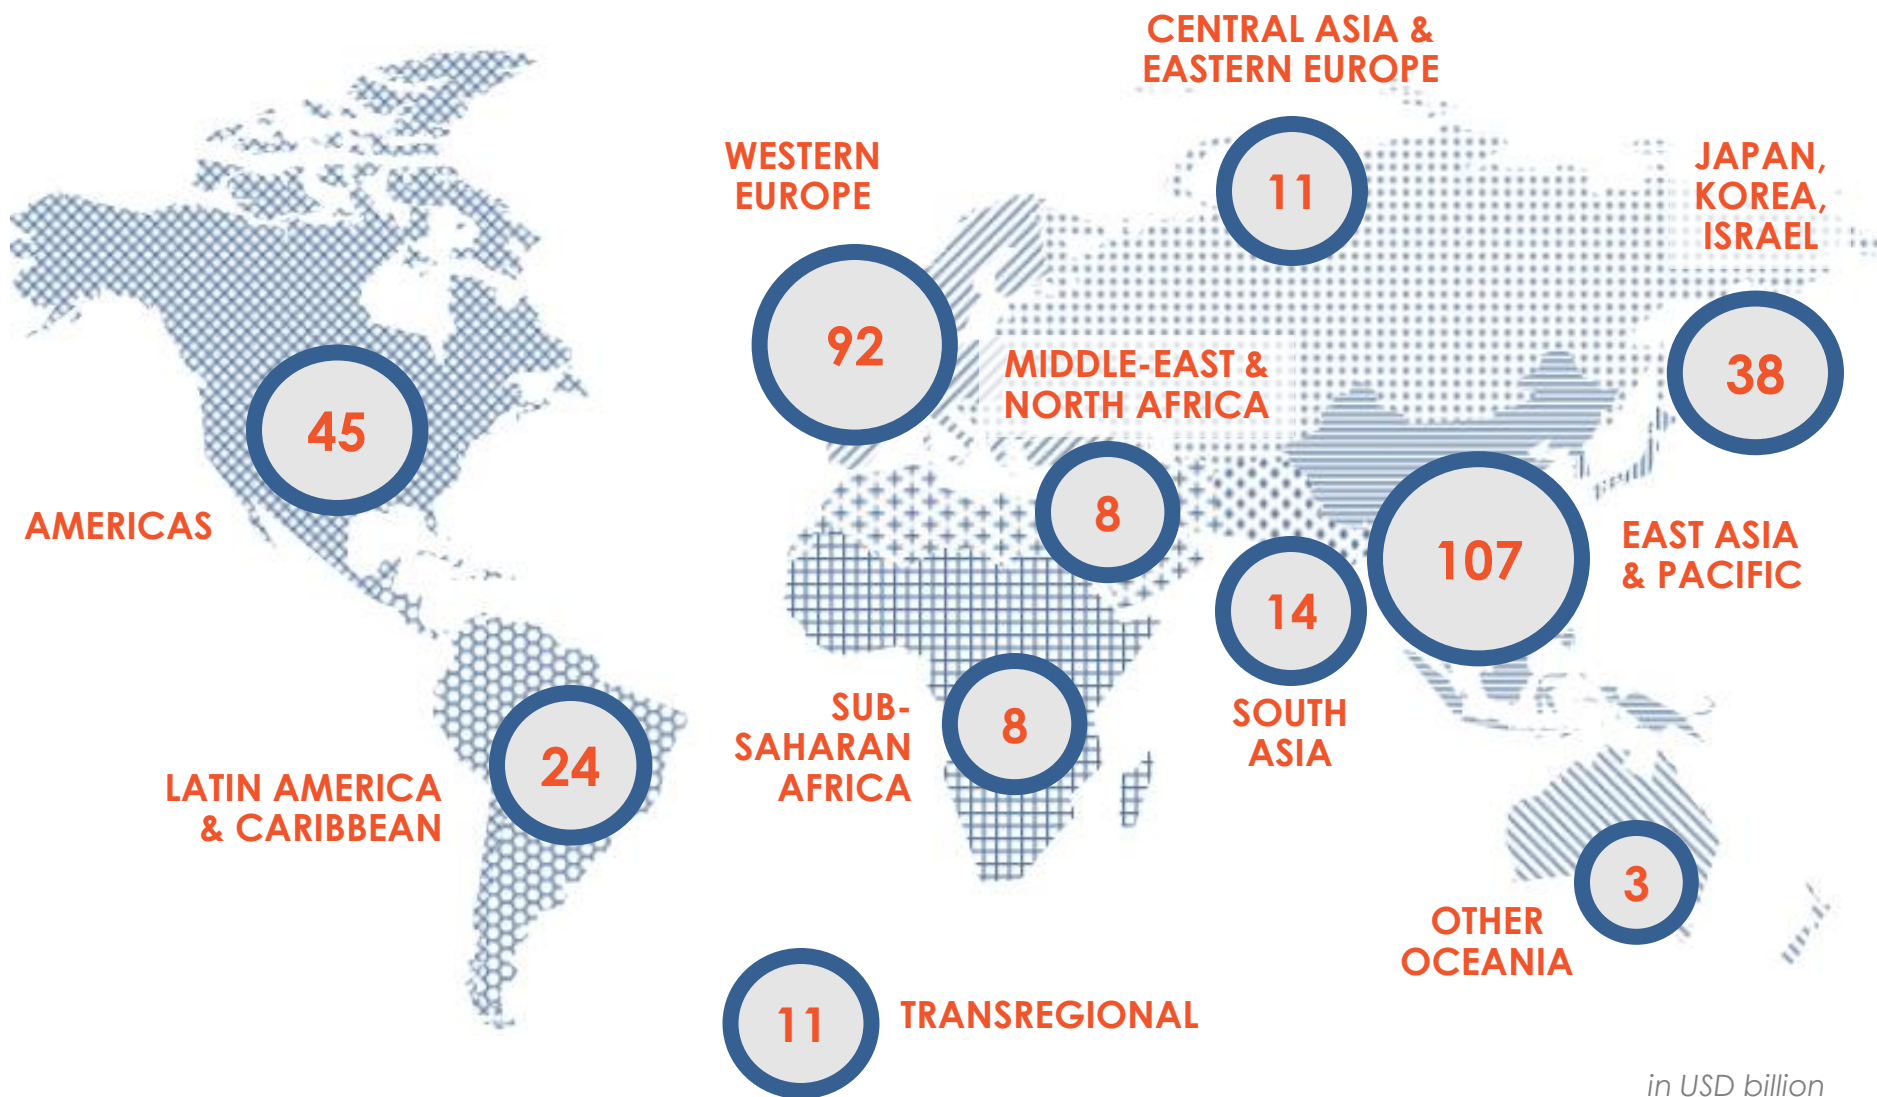 CENTRAL ASIA &
EASTERN EUROPE
11
WESTERN
EUROPE
92
JAPAN,
KOREA,
ISRAEL
38
MIDDLE-EAST &
NORTH AFRICA
8
45
AMERICAS
107
EAST ASIA
& PACIFIC
14
SOUTH
ASIA
SUB-
SAHARAN
AFRICA
8
24
LATIN AMERICA
& CARIBBEAN
3
OTHER
OCEANIA
11
TRANSREGIONAL
in USD billion